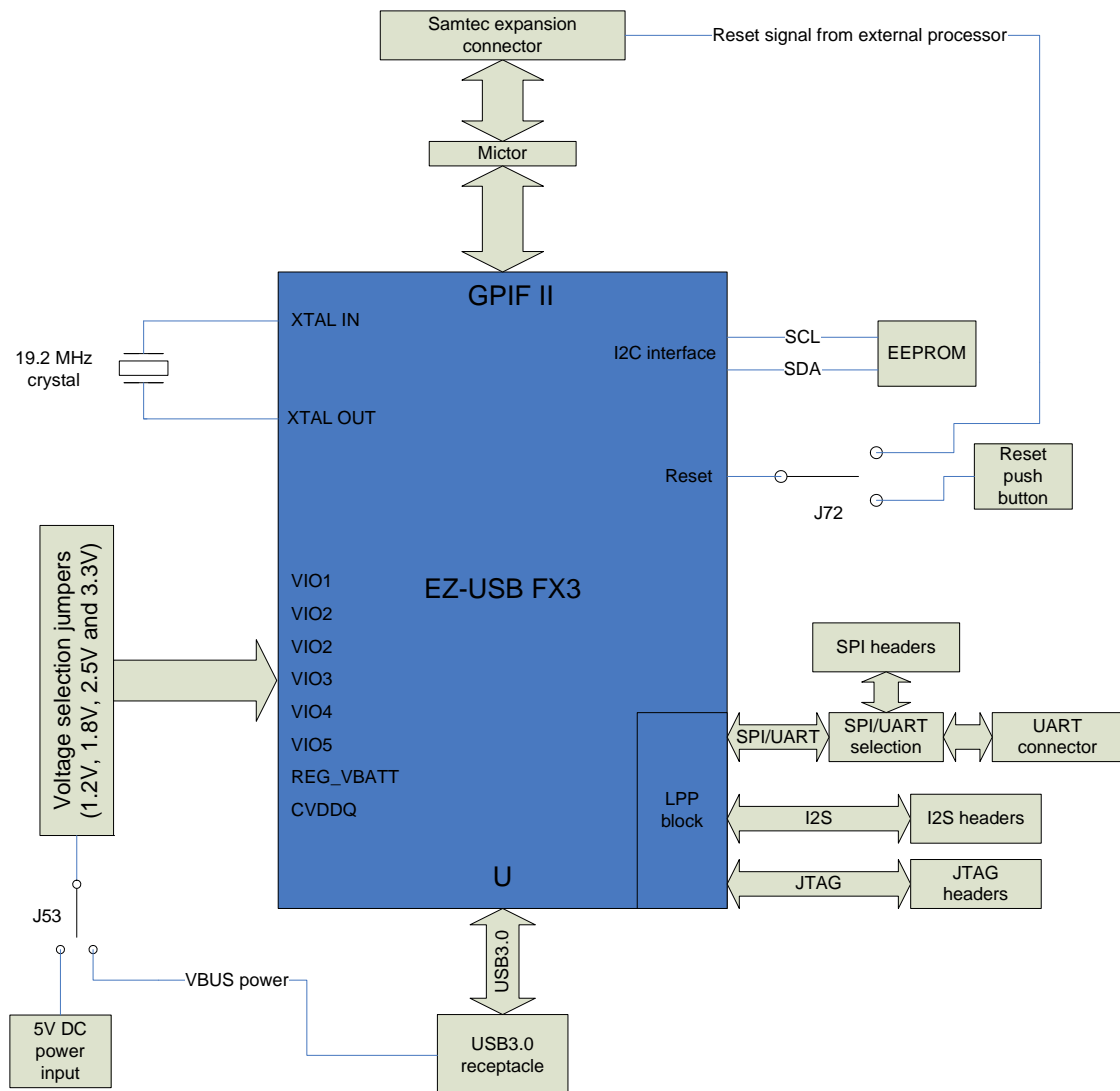 Samtec expansion
connector
Reset signal from external processor
Mictor
GPIF II
XTAL IN
19.2 MHz
crystal
XTAL OUT
I2C interface
SCL
SDA
EEPROM
Reset
J72
Reset
push
button
Voltage selection jumpers
(1.2V, 1.8V, 2.5V and 3.3V)
VIO1
VIO2
VIO2
VIO3
VIO4
VIO5
REG_VBATT
CVDDQ
EZ-USB FX3
SPI headers
SPI/UART
SPI/UART
selection
UART
connector
LPP
block
I2S
I2S headers
JTAG
JTAG
headers
U
J53
USB3.0
VBUS power
5V DC
power
input
USB3.0
receptacle